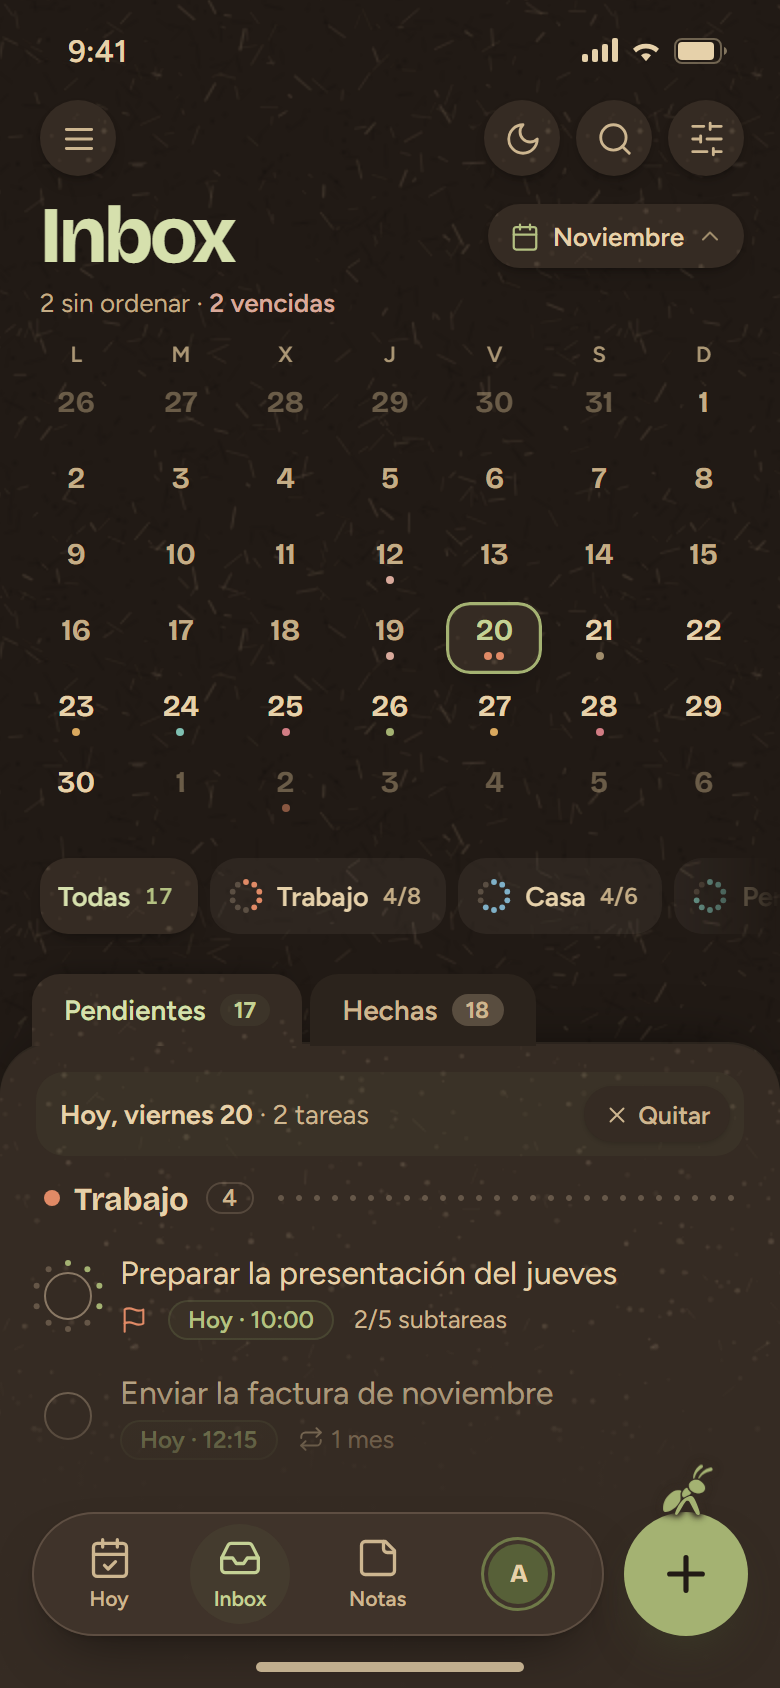 9:41
Inbox
Noviembre
2 sin ordenar · 2 vencidas
L M X J V S D
26 27 28 29 30 31 1
2 3 4 5 6 7 8
9 10 11 12 13 14 15
16 17 18 19 20 21 22
23 24 25 26 27 28 29
30 1 2 3 4 5 6
Todas 17 Trabajo 4/8 Casa 4/6 Pe
Pendientes 17 Hechas 18
Hoy, viernes 20 · 2 tareas × Quitar
Trabajo 4
Preparar la presentación del jueves
Hoy · 10:00 2/5 subtareas
Enviar la factura de noviembre
Hoy · 12:15 1 mes
Hoy Inbox Notas A